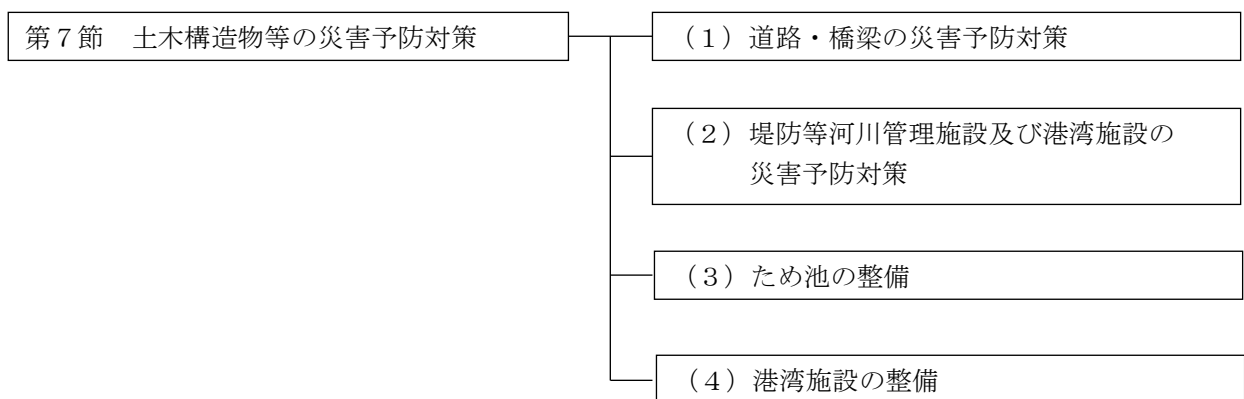 第７節　土木構造物等の災害予防対策
（１）道路・橋梁の災害予防対策
（２）堤防等河川管理施設及び港湾施設の
災害予防対策
（３）ため池の整備
（４）港湾施設の整備